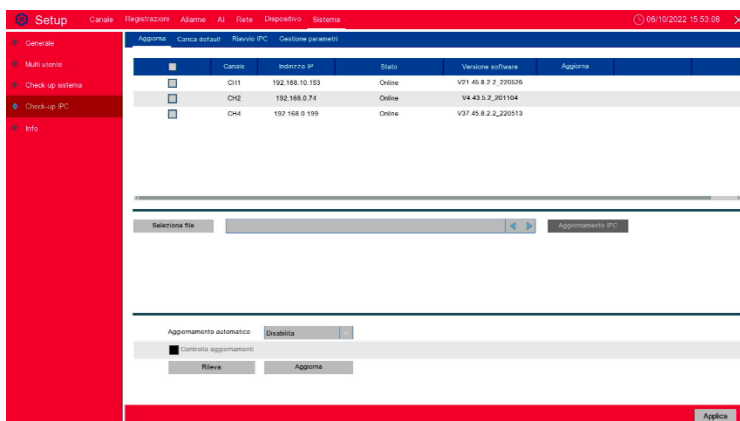 Setup Canale Registrazioni Allarme AI Rete Dispositivo Sistema 06/10/2022 15:53:08
Generale
Multi utente
Check up sistema
Check-up IPC
Info
Aggiorna Carica default Riavvio IPC Gestione parametri
Canale Indirizzo IP Stato Versione software Aggiorna
CH1 192.168.10.153 Online V21.45.8.2.2_220526
CH2 192.168.0.74 Online V4.43.5.2_201104
CH4 192.168.0.199 Online V37.45.8.2.2_220513
Seleziona file Aggiornamento IPC
Aggiornamento automatico Disabilita
Controlla aggiornamenti
Rileva Aggiorna
Applica